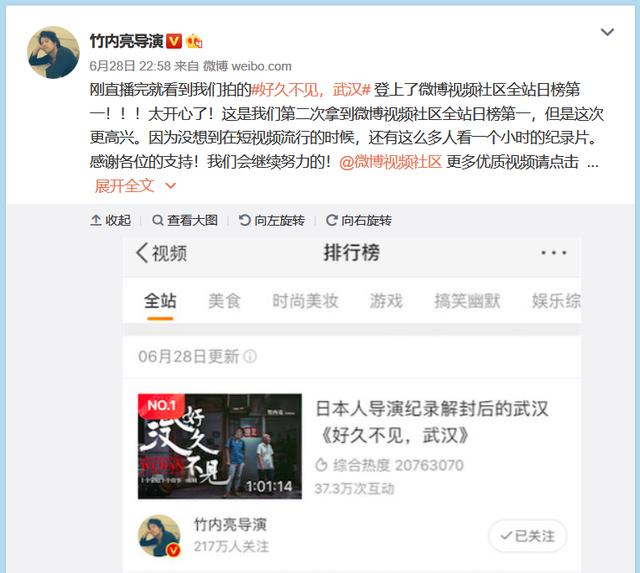 竹内亮导演
6月28日 22:58 来自 微博 weibo.com
刚直播完就看到我们拍的#好久不见，武汉# 登上了微博视频社区全站日榜第
一！！！太开心了！这是我们第二次拿到微博视频社区全站日榜第一，但是这次
更高兴。因为没想到在短视频流行的时候，还有这么多人看一个小时的纪录片。
感谢各位的支持！我们会继续努力的！@微博视频社区 更多优质视频请点击 ...
展开全文
收起 查看大图 向左旋转 向右旋转
视频 排行榜 ···
全站 美食 时尚美妆 游戏 搞笑幽默 娱乐综
06月28日更新
NO.1
竹内亮
好久不见
武汉
WUHAN
1:01:14
日本人导演纪录解封后的武汉
《好久不见，武汉》
综合热度 20763070
37.3万次互动
竹内亮导演
217万人关注
已关注